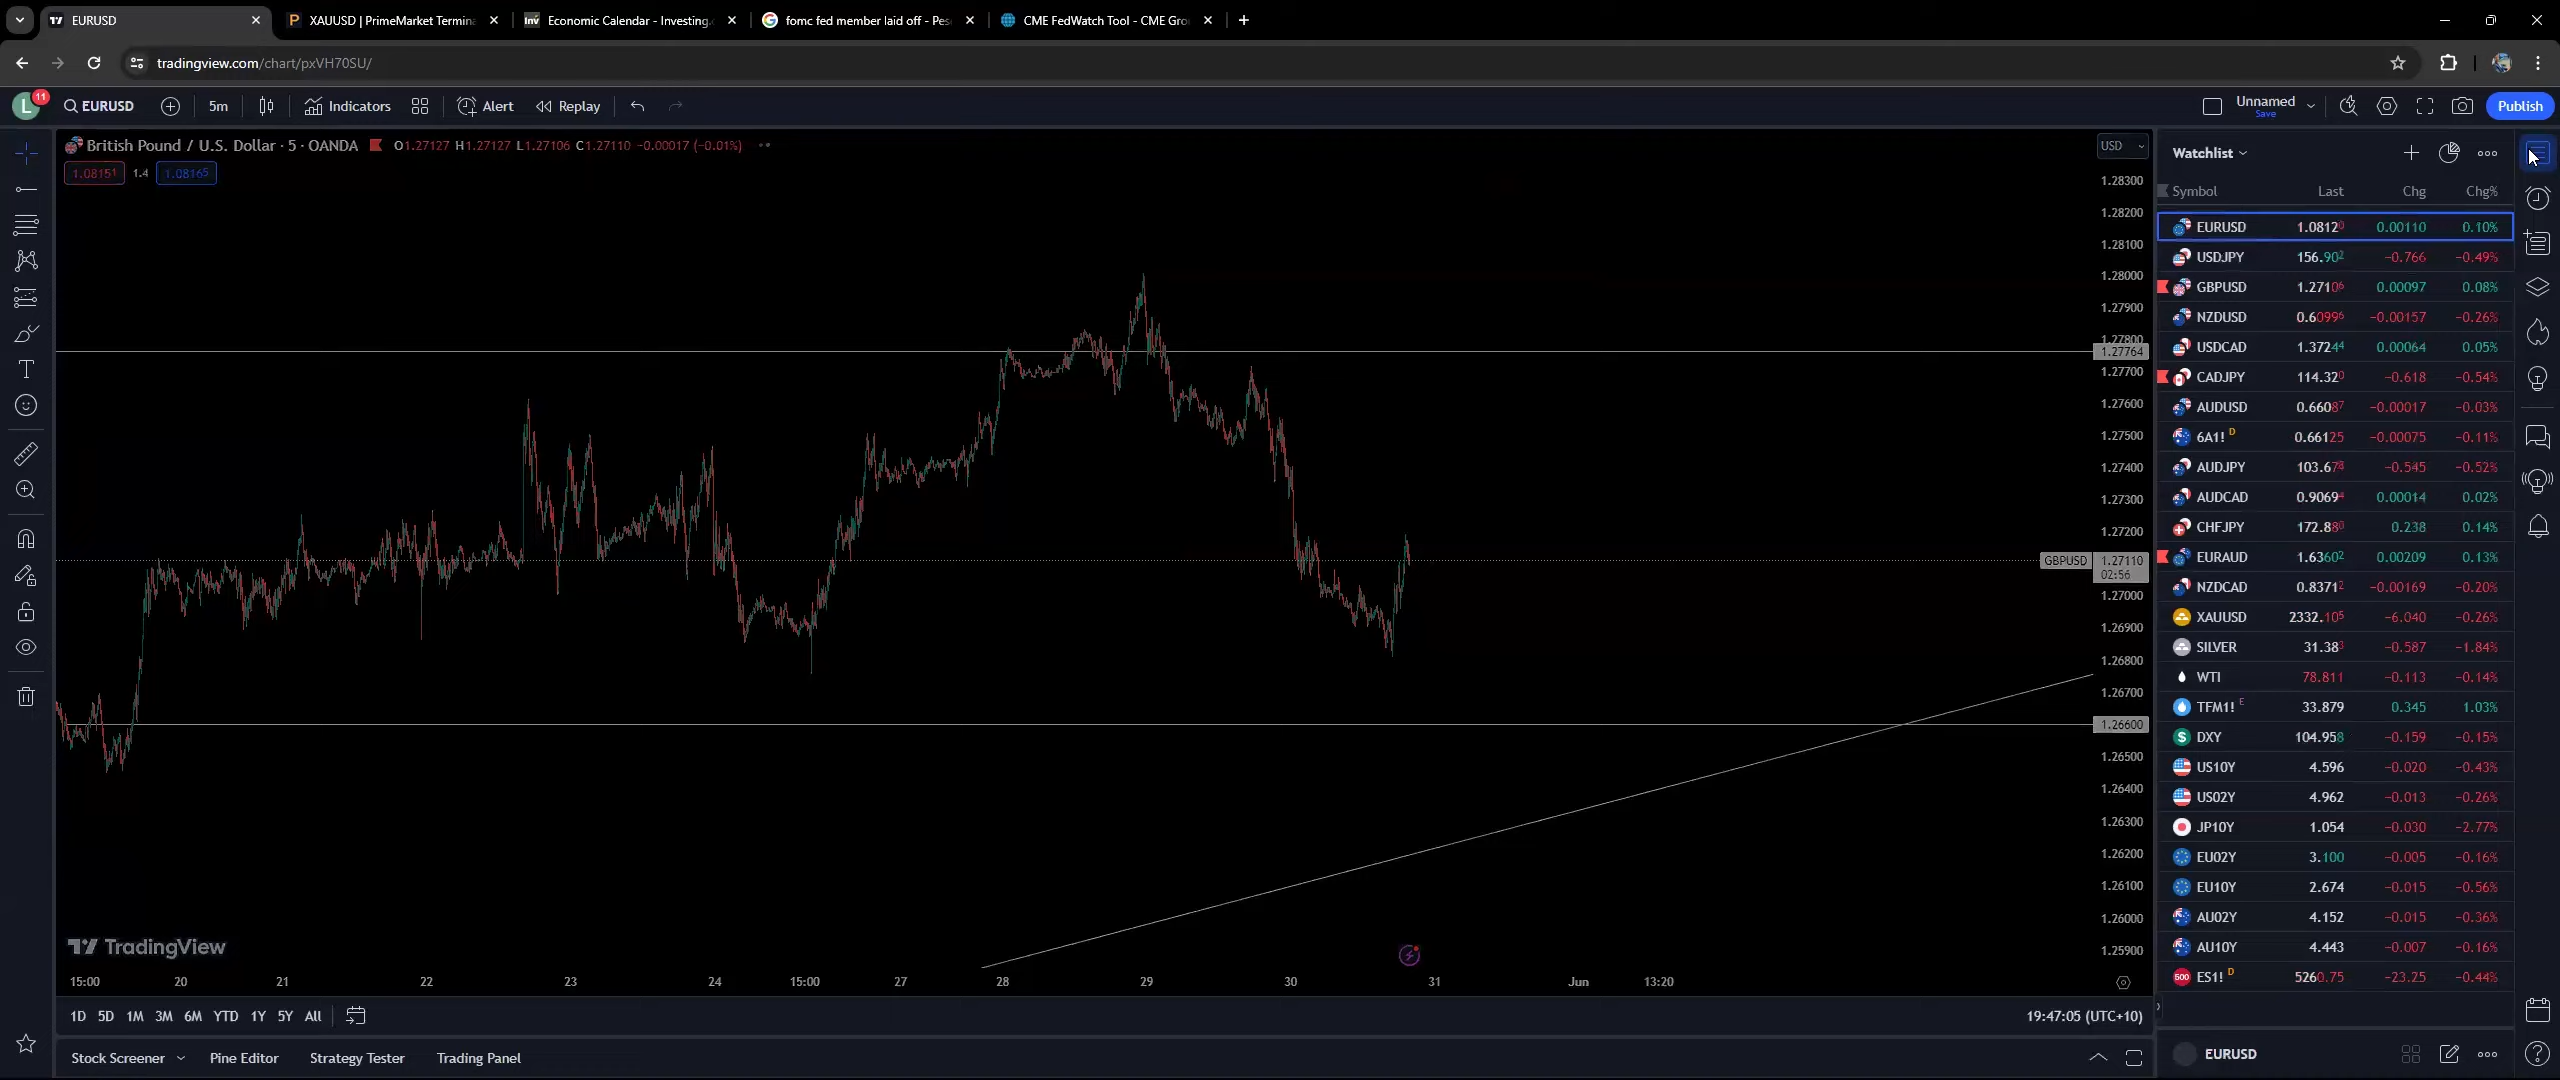 EURUSD
XAUUSD | PrimeMarket Termina
Economic Calendar - Investing.
fomc fed member laid off - Pes
CME FedWatch Tool - CME Gro
tradingview.com/chart/pxVH70SU/
L 11 EURUSD 5m Indicators Alert Replay Unnamed Save Publish
British Pound / U.S. Dollar · 5 · OANDA O1.27127 H1.27127 L1.27106 C1.27110 -0.00017 (-0.01%)
1.08151 1.4 1.08165
USD
1.28300
1.28200
1.28100
1.28000
1.27900
1.27800
1.27764
1.27700
1.27600
1.27500
1.27400
1.27300
1.27200
GBPUSD 1.27110
02:56
1.27000
1.26900
1.26800
1.26700
1.26600
1.26500
1.26400
1.26300
1.26200
1.26100
1.26000
1.25900
TradingView
15:00 20 21 22 23 24 15:00 27 28 29 30 31 Jun 13:20
1D 5D 1M 3M 6M YTD 1Y 5Y All 19:47:05 (UTC+10)
Stock Screener Pine Editor Strategy Tester Trading Panel
Watchlist
Symbol Last Chg Chg%
EURUSD 1.08120 0.00110 0.10%
USDJPY 156.902 -0.766 -0.49%
GBPUSD 1.27106 0.00097 0.08%
NZDUSD 0.60996 -0.00157 -0.26%
USDCAD 1.37244 0.00064 0.05%
CADJPY 114.320 -0.618 -0.54%
AUDUSD 0.66087 -0.00017 -0.03%
6A1! D 0.66125 -0.00075 -0.11%
AUDJPY 103.674 -0.545 -0.52%
AUDCAD 0.90694 0.00014 0.02%
CHFJPY 172.880 0.238 0.14%
EURAUD 1.63602 0.00209 0.13%
NZDCAD 0.83712 -0.00169 -0.20%
XAUUSD 2332.105 -6.040 -0.26%
SILVER 31.383 -0.587 -1.84%
WTI 78.811 -0.113 -0.14%
TFM1! E 33.879 0.345 1.03%
DXY 104.958 -0.159 -0.15%
US10Y 4.596 -0.020 -0.43%
US02Y 4.962 -0.013 -0.26%
JP10Y 1.054 -0.030 -2.77%
EU02Y 3.100 -0.005 -0.16%
EU10Y 2.674 -0.015 -0.56%
AU02Y 4.152 -0.015 -0.36%
AU10Y 4.443 -0.007 -0.16%
500 ES1! D 5260.75 -23.25 -0.44%
EURUSD